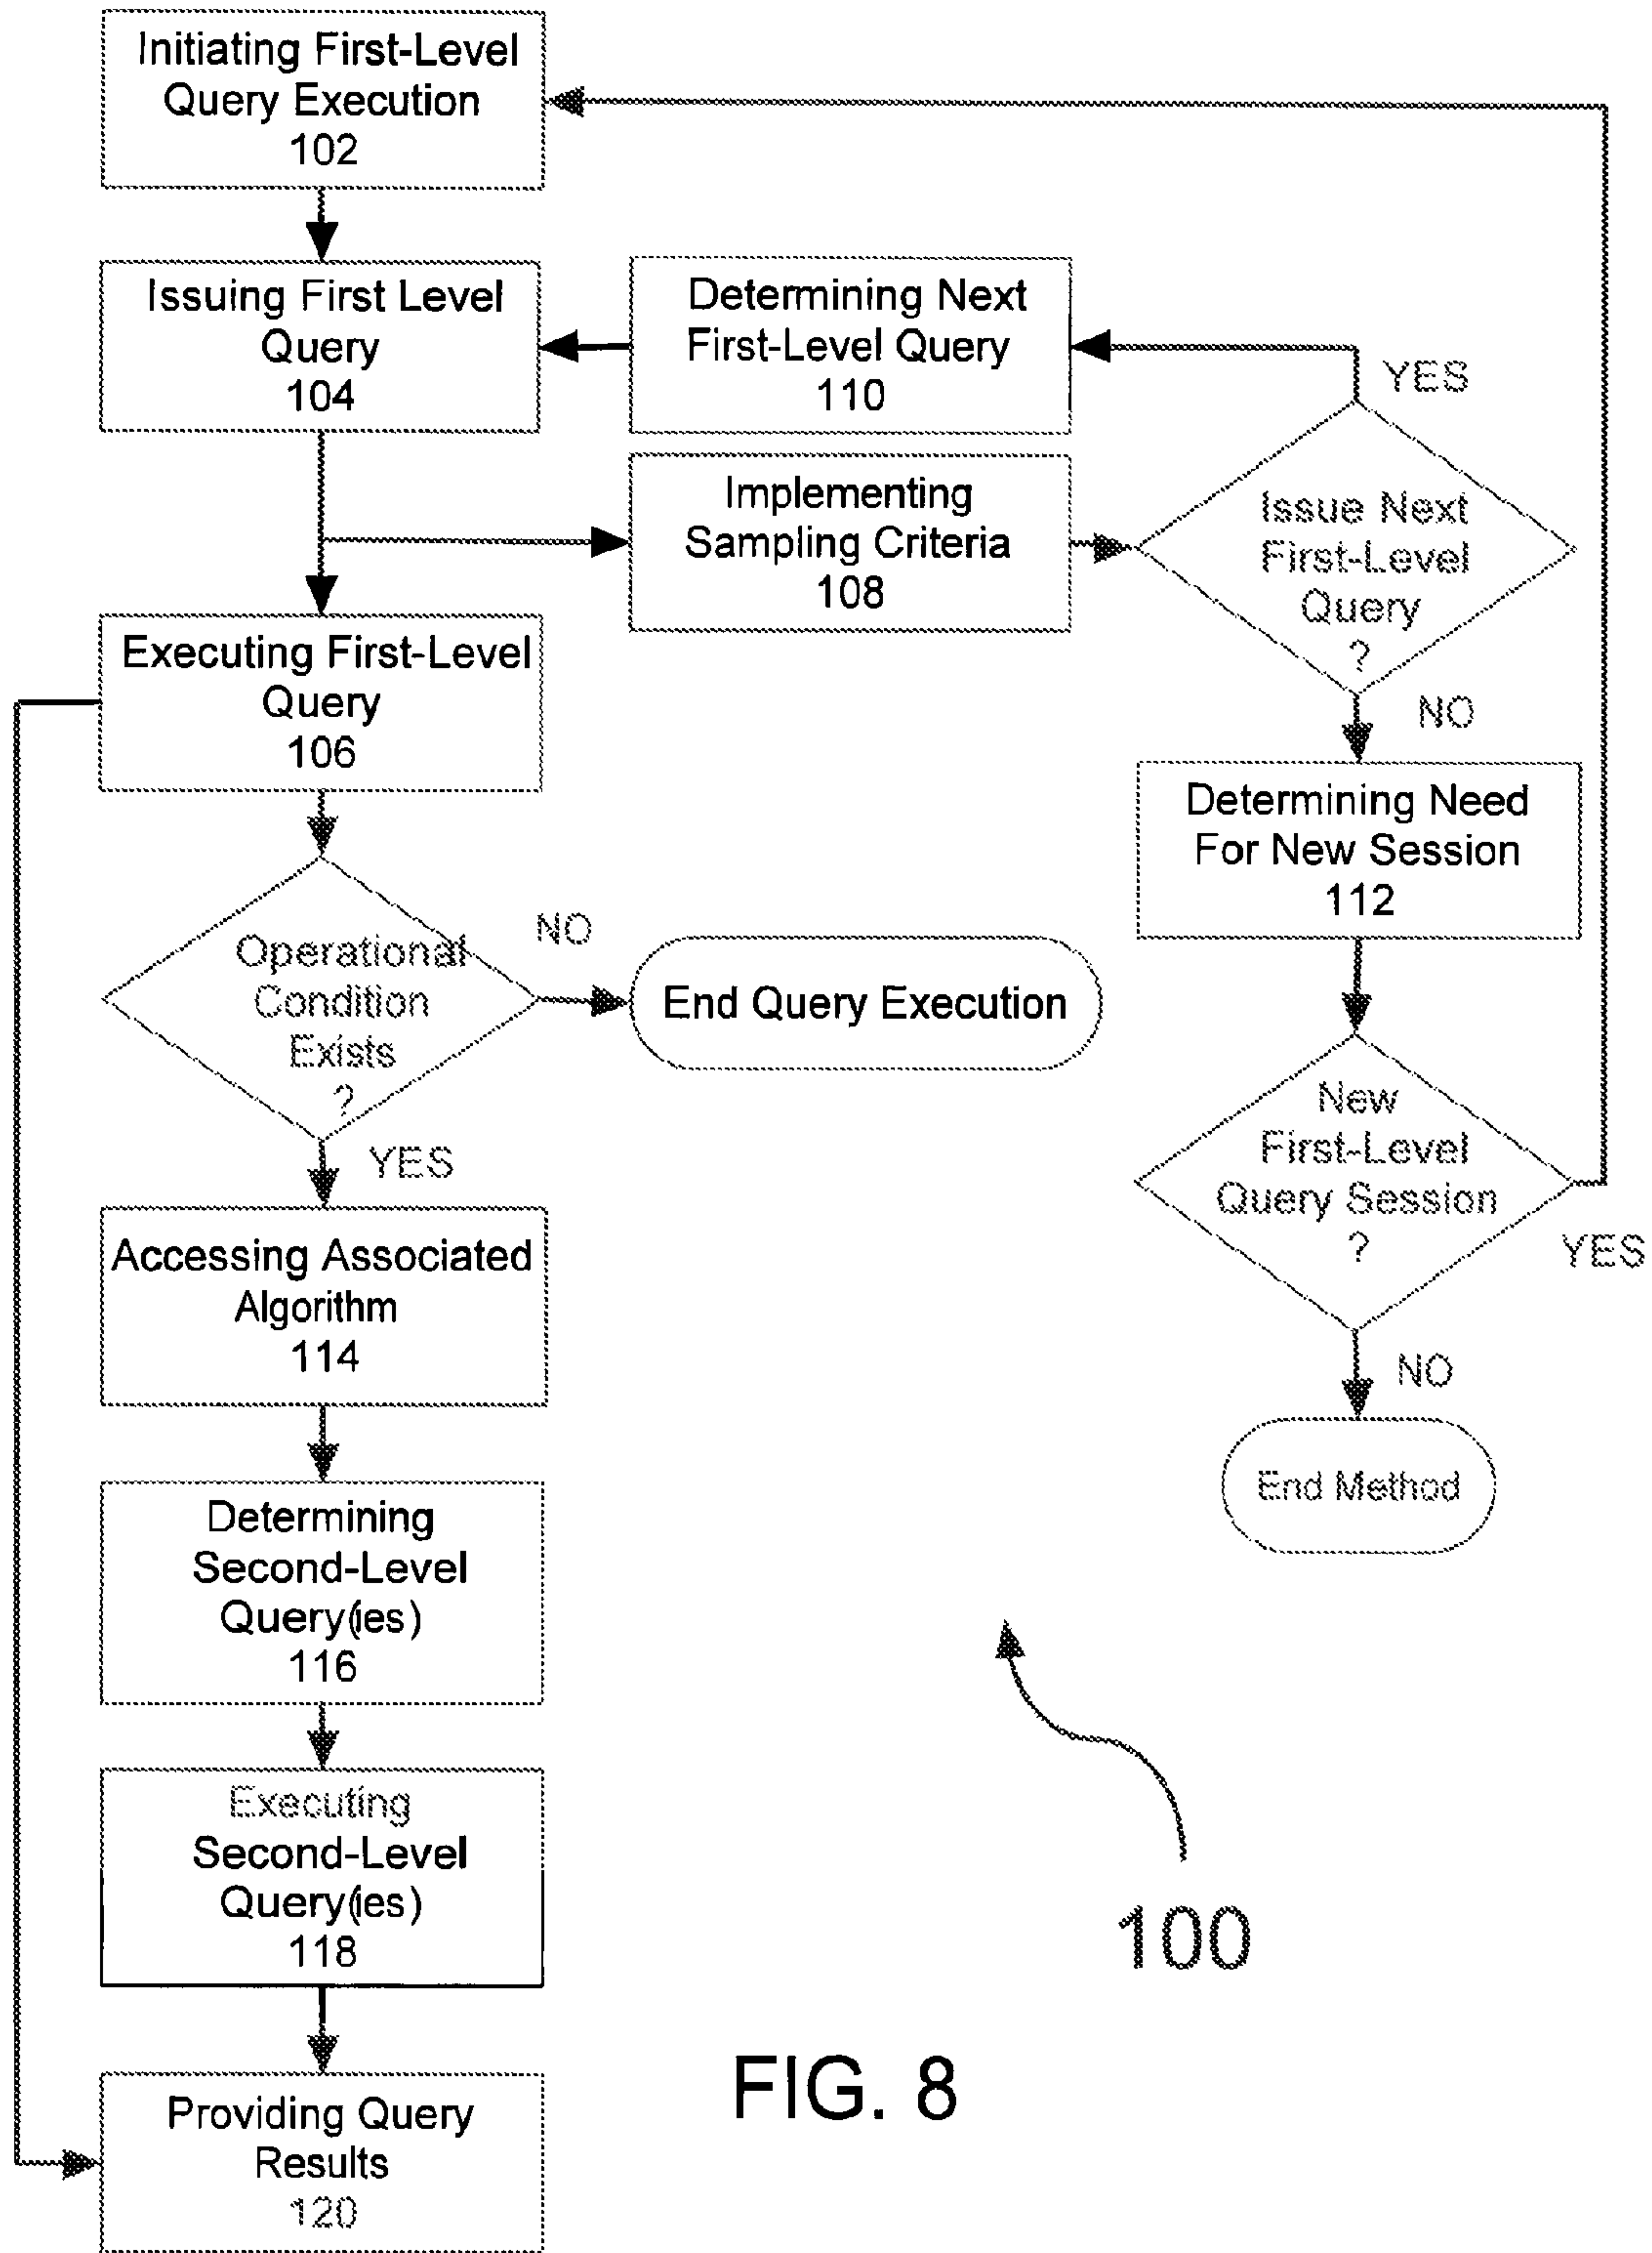 Initiating First-Level
Query Execution
102
Issuing First Level
Query
104
Determining Next
First-Level Query
110
YES
Implementing
Sampling Criteria
108
Issue Next
First-Level
Query
?
NO
Executing First-Level
Query
106
Determining Need
For New Session
112
Operational
Condition
Exists
?
NO
End Query Execution
YES
New
First-Level
Query Session
?
YES
NO
End Method
Accessing Associated
Algorithm
114
Determining
Second-Level
Query(ies)
116
Executing
Second-Level
Query(ies)
118
Providing Query
Results
120
100
FIG. 8